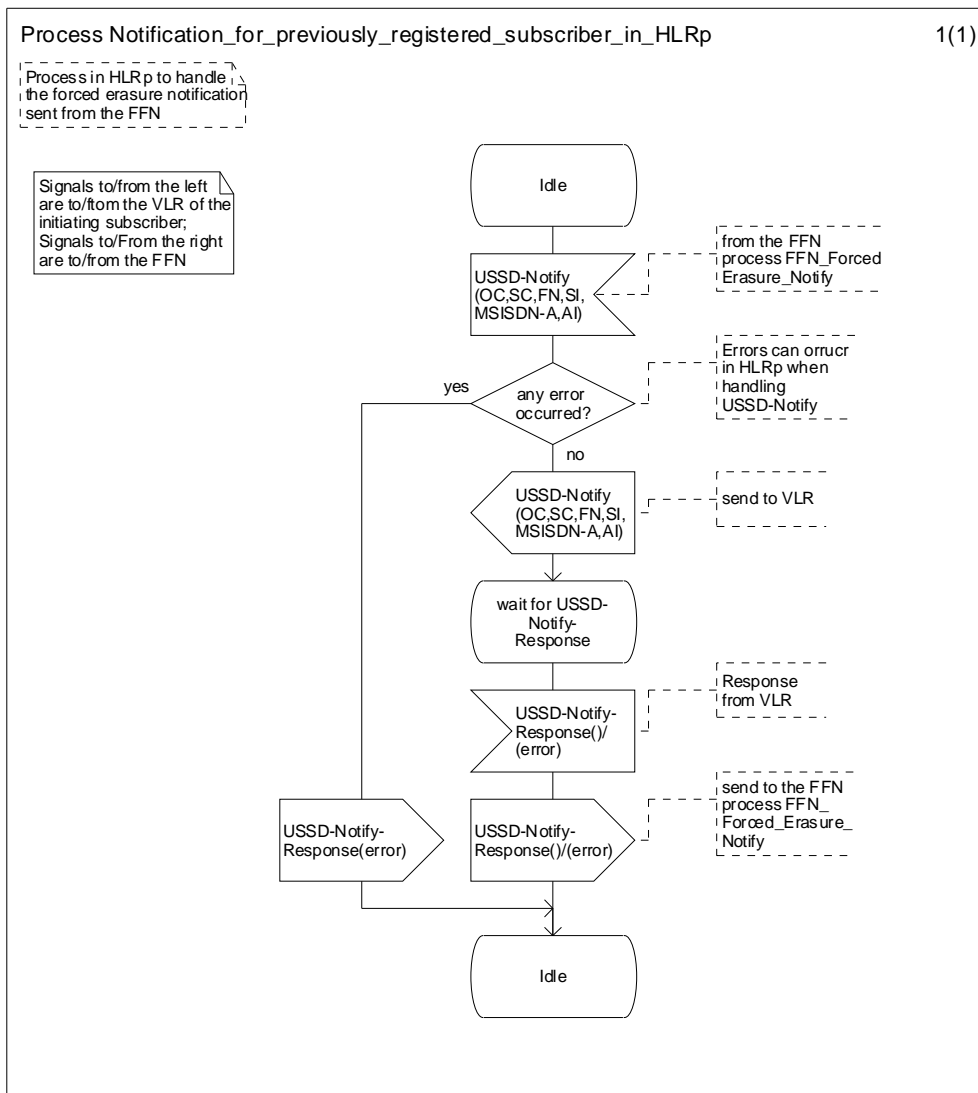 Process Notification_for_previously_registered_subscriber_in_HLRp
1(1)
Process in HLRp to handle
the forced erasure notification
sent from the FFN
Signals to/from the left
are to/ftom the VLR of the
initiating subscriber;
Signals to/From the right
are to/from the FFN
Idle
USSD-Notify
(OC,SC,FN,SI,
MSISDN-A,AI)
from the FFN
process FFN_Forced
Erasure_Notify
yes
any error
occurred?
Errors can orrucr
in HLRp when
handling
USSD-Notify
no
USSD-Notify
(OC,SC,FN,SI,
MSISDN-A,AI)
send to VLR
wait for USSD-
Notify-
Response
USSD-Notify-
Response()/
(error)
Response
from VLR
USSD-Notify-
Response(error)
USSD-Notify-
Response()/(error)
send to the FFN
process FFN_
Forced_Erasure_
Notify
Idle